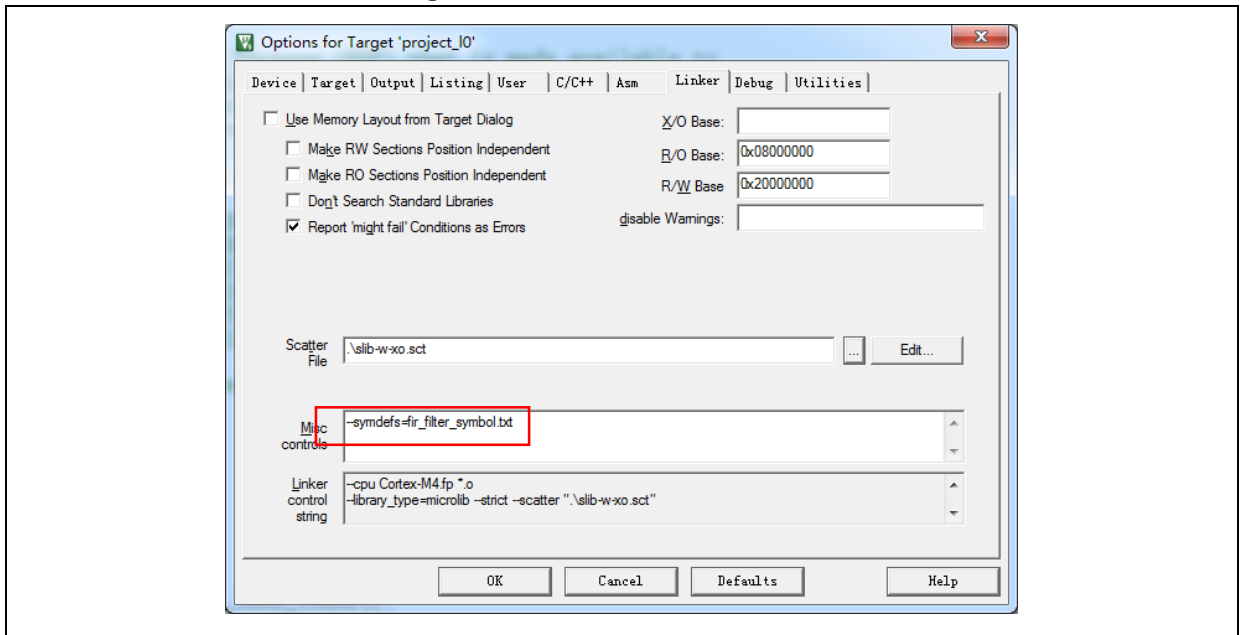 Options for Target 'project_l0'
Device Target Output Listing User C/C++ Asm Linker Debug Utilities
Use Memory Layout from Target Dialog
Make RW Sections Position Independent
Make RO Sections Position Independent
Don't Search Standard Libraries
Report 'might fail' Conditions as Errors
X/O Base:
R/O Base: 0x08000000
R/W Base 0x20000000
disable Warnings:
Scatter File .\slib-w-xo.sct ... Edit...
Misc controls --symdefs=fir_filter_symbol.txt
Linker control string --cpu Cortex-M4.fp *.o
--library_type=microlib --strict --scatter ".\slib-w-xo.sct"
OK Cancel Defaults Help